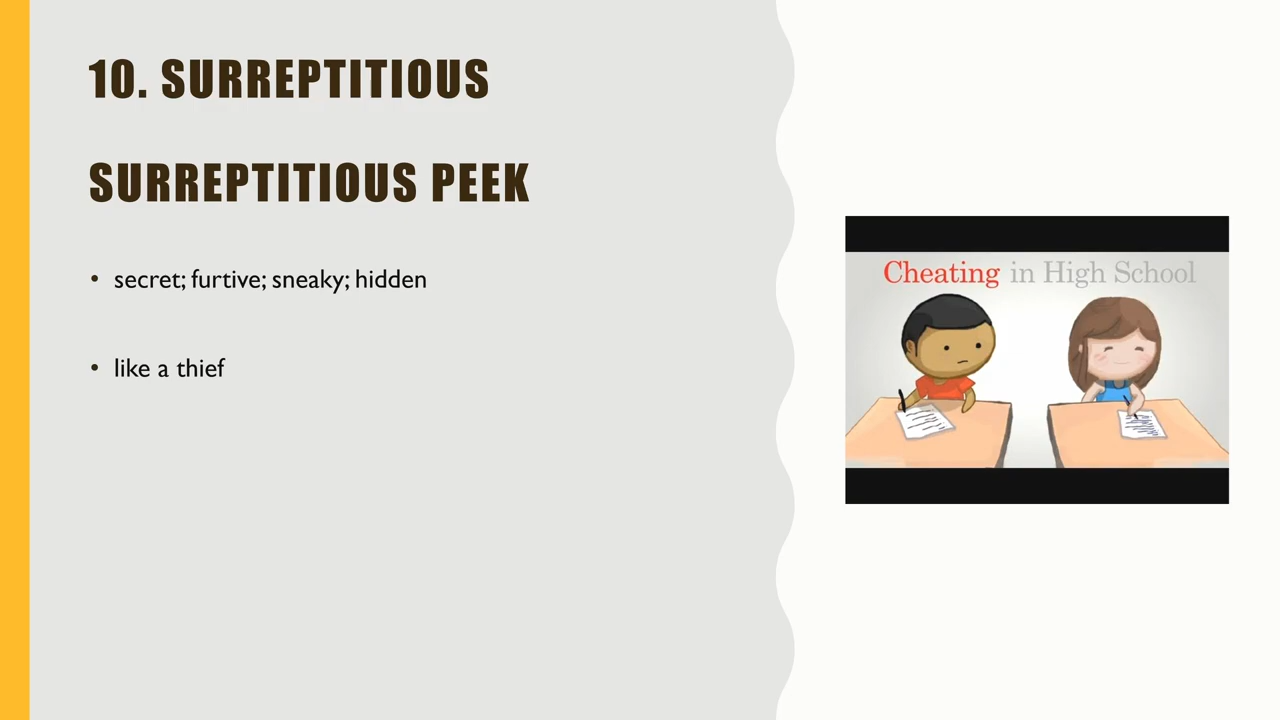 10. SURREPTITIOUS
SURREPTITIOUS PEEK
• secret; furtive; sneaky; hidden
• like a thief
Cheating in High School